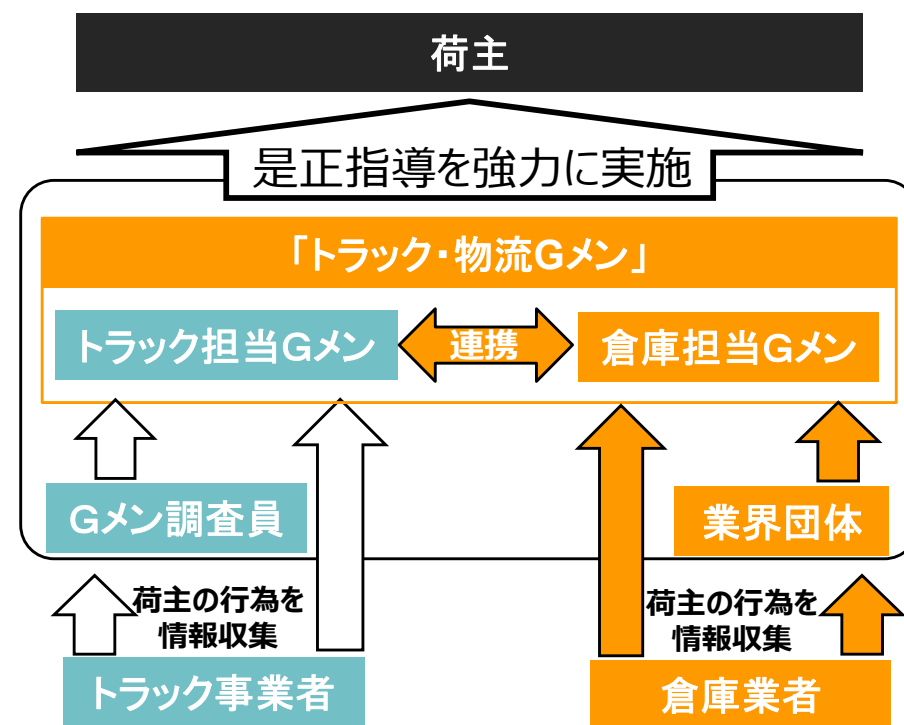 荷主
是正指導を強力に実施
「トラック・物流Gメン」
トラック担当Gメン
連携
倉庫担当Gメン
Gメン調査員
業界団体
荷主の行為を
情報収集
荷主の行為を
情報収集
トラック事業者
倉庫業者